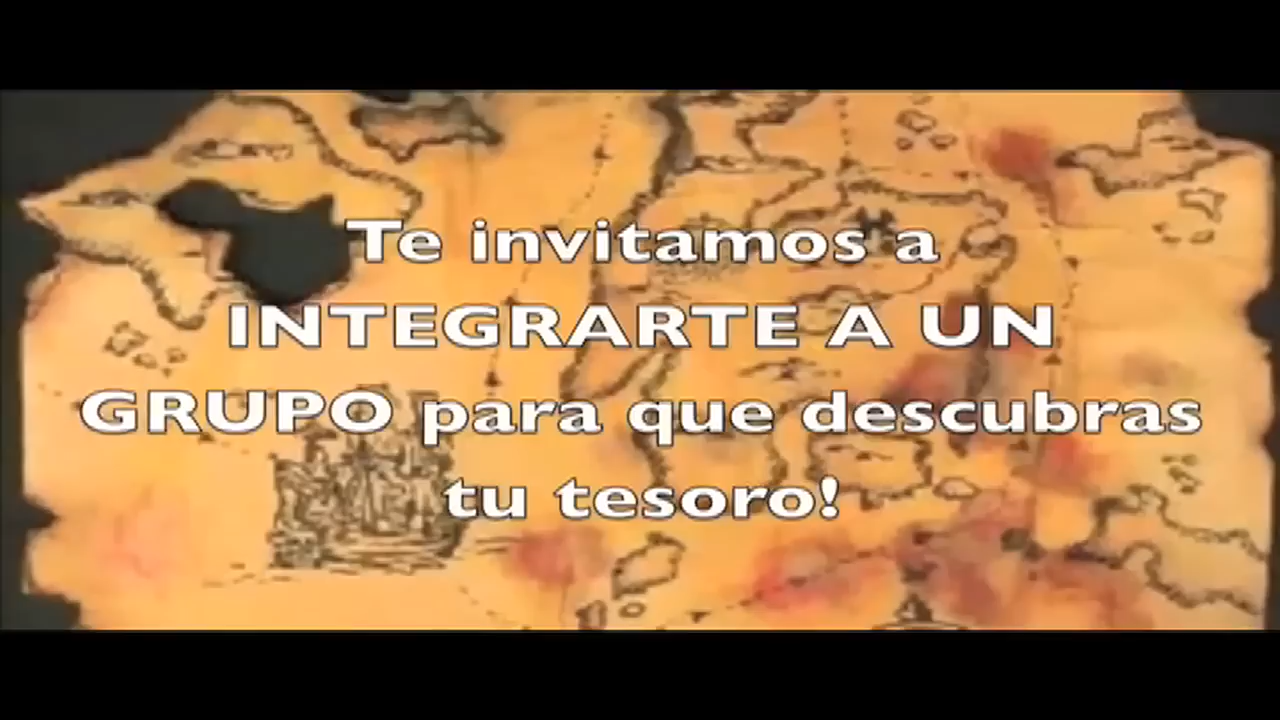 Te invitamos a
INTEGRARTE A UN
GRUPO para que descubras
tu tesoro!